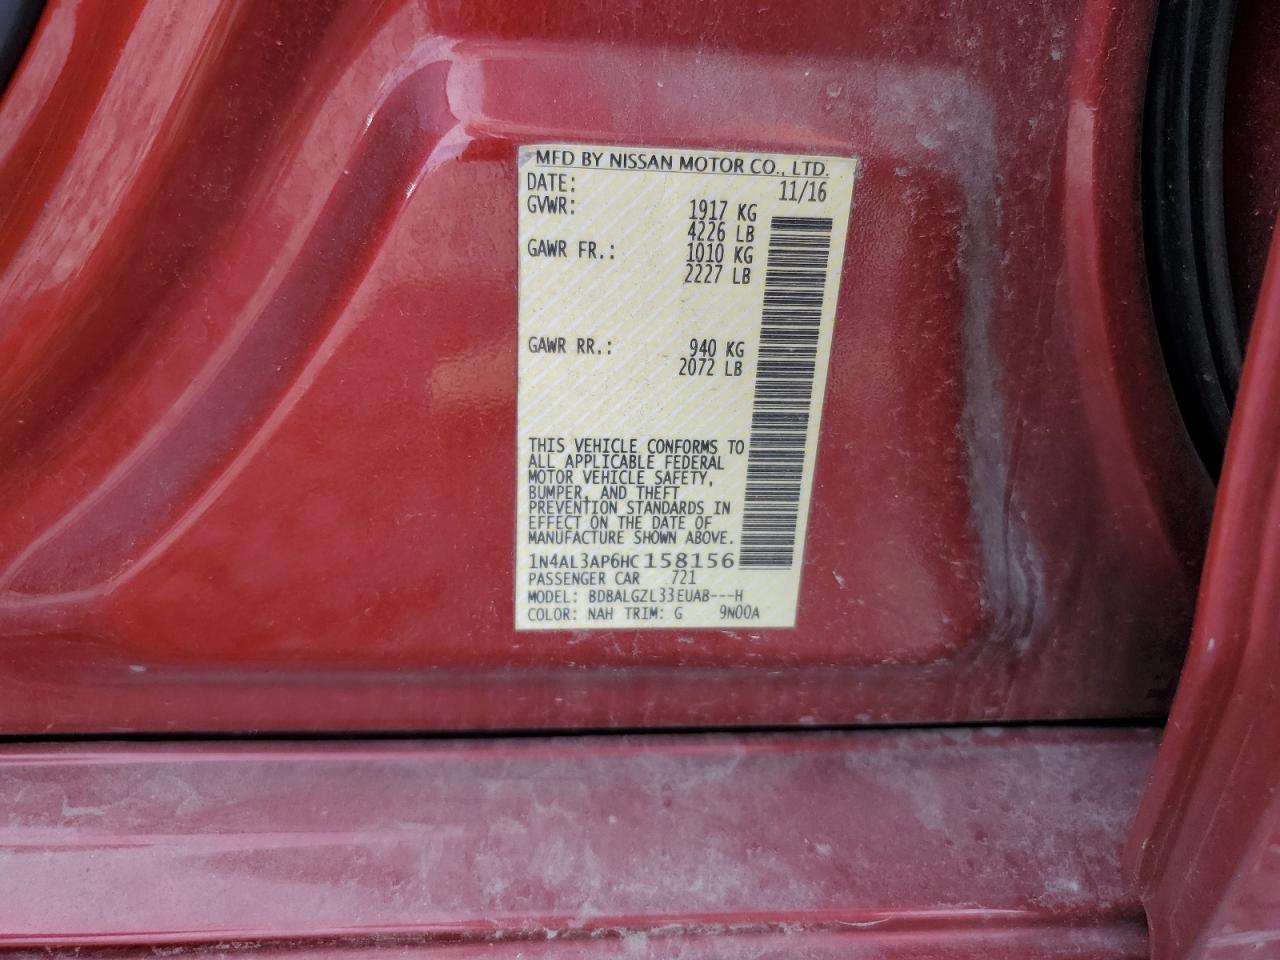 MFD BY NISSAN MOTOR CO., LTD.
DATE: 11/16
GVWR: 1917 KG
4226 LB
GAWR FR.: 1010 KG
2227 LB
GAWR RR.: 940 KG
2072 LB
THIS VEHICLE CONFORMS TO
ALL APPLICABLE FEDERAL
MOTOR VEHICLE SAFETY,
BUMPER, AND THEFT
PREVENTION STANDARDS IN
EFFECT ON THE DATE OF
MANUFACTURE SHOWN ABOVE.
1N4AL3AP6HC158156
PASSENGER CAR 721
MODEL: BDBALGZL33EUAB---H
COLOR: NAH TRIM: G 9N00A